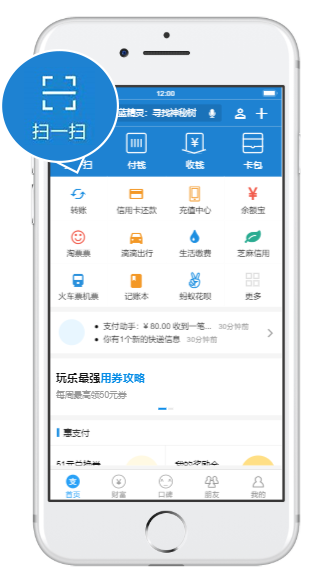 12:00
扫一扫
蓝精灵：寻找神秘树
扫
付钱
收钱
卡包
转账
信用卡还款
充值中心
余额宝
淘票票
滴滴出行
生活缴费
芝麻信用
火车票机票
记账本
蚂蚁花呗
更多
• 支付动手：￥80.00 收到一笔... 30分钟前
• 你有1个新的快递信息 30分钟前
玩乐最强用券攻略
每周最高领50元券
惠支付
支
首页
财富
口碑
朋友
我的